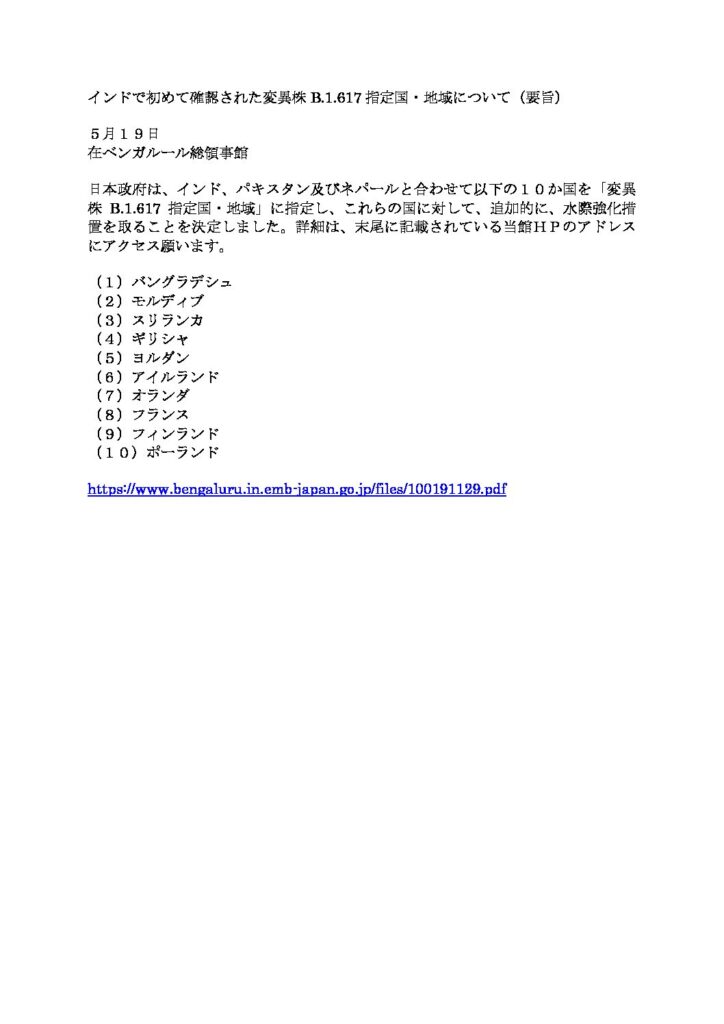 インドで初めて確認された変異株 B.1.617 指定国・地域について（要旨）
５月１９日
在ベンガルール総領事館
日本政府は、インド、パキスタン及びネパールと合わせて以下の１０か国を「変異
株 B.1.617 指定国・地域」に指定し、これらの国に対して、追加的に、水際強化措
置を取ることを決定しました。詳細は、末尾に記載されている当館ＨＰのアドレス
にアクセス願います。
（１）バングラデシュ
（２）モルディブ
（３）スリランカ
（４）ギリシャ
（５）ヨルダン
（６）アイルランド
（７）オランダ
（８）フランス
（９）フィンランド
（１０）ポーランド
https://www.bengaluru.in.emb-japan.go.jp/files/100191129.pdf